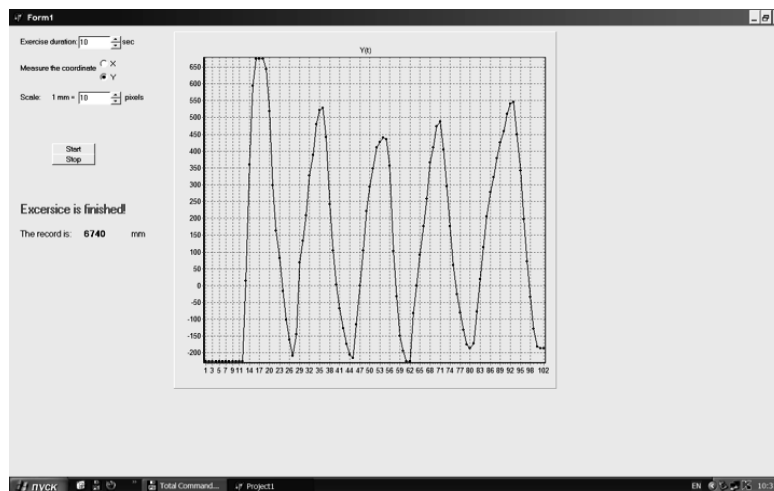 Form1
Exercise duration: 10 sec
Measure the coordinate X
Y
Scale: 1 mm = 10 pixels
Start
Stop
Excersice is finished!
The record is: 6740 mm
Y(t)
650
600
550
500
450
400
350
300
250
200
150
100
50
0
-50
-100
-150
-200
1 3 5 7 9 11 14 17 20 23 26 29 32 35 38 41 44 47 50 53 56 59 62 65 68 71 74 77 80 83 86 89 92 95 98 102
пуск
Total Command...
Project1
EN
10:3